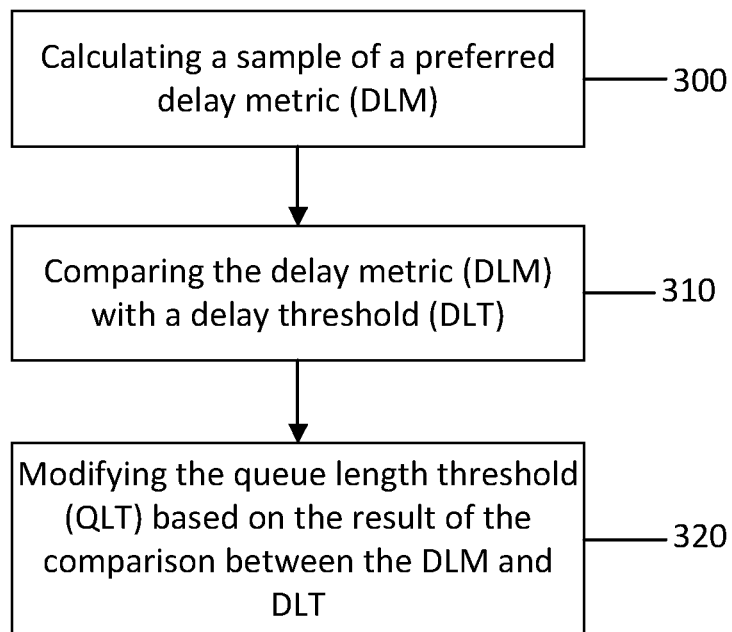 Calculating a sample of a preferred
delay metric (DLM)
300
Comparing the delay metric (DLM)
with a delay threshold (DLT)
310
Modifying the queue length threshold
(QLT) based on the result of the
comparison between the DLM and
DLT
320